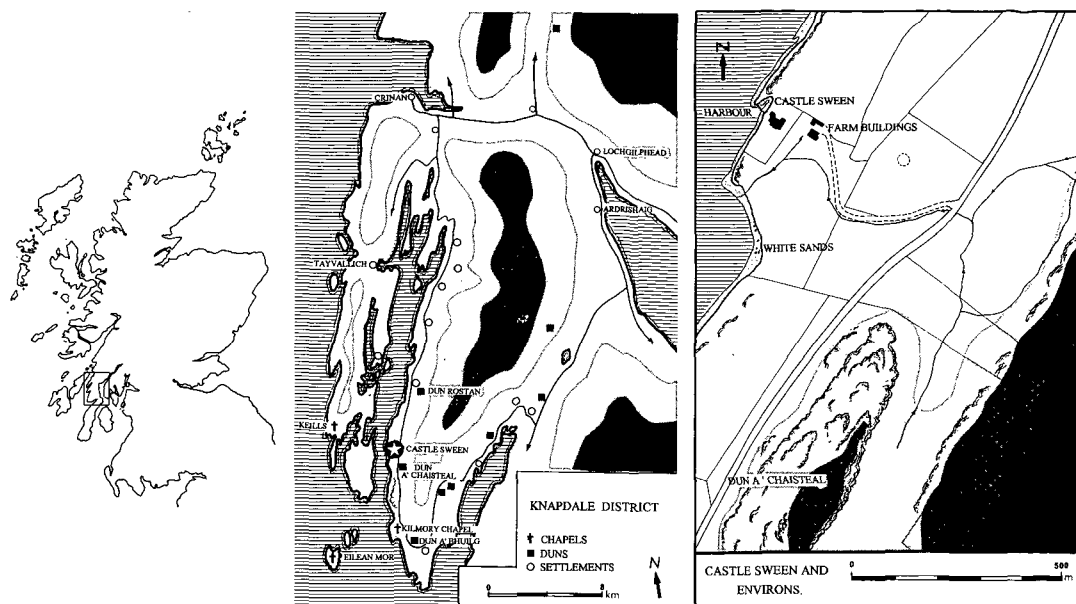 CRINAN
LOCHGILPHEAD
ARDRISHAIG
TAYVALLICH
DUN ROSTAN
KEILLS
CASTLE SWEEN
DUN
A' CHAISTEAL
KILMORY CHAPEL
DUN A' BHUILG
EILEAN MOR
KNAPDALE DISTRICT
CHAPELS
DUNS
SETTLEMENTS
N
0 8
km
N
HARBOUR
CASTLE SWEEN
FARM BUILDINGS
WHITE SANDS
DUN A' CHAISTEAL
CASTLE SWEEN AND
ENVIRONS.
0 500
m